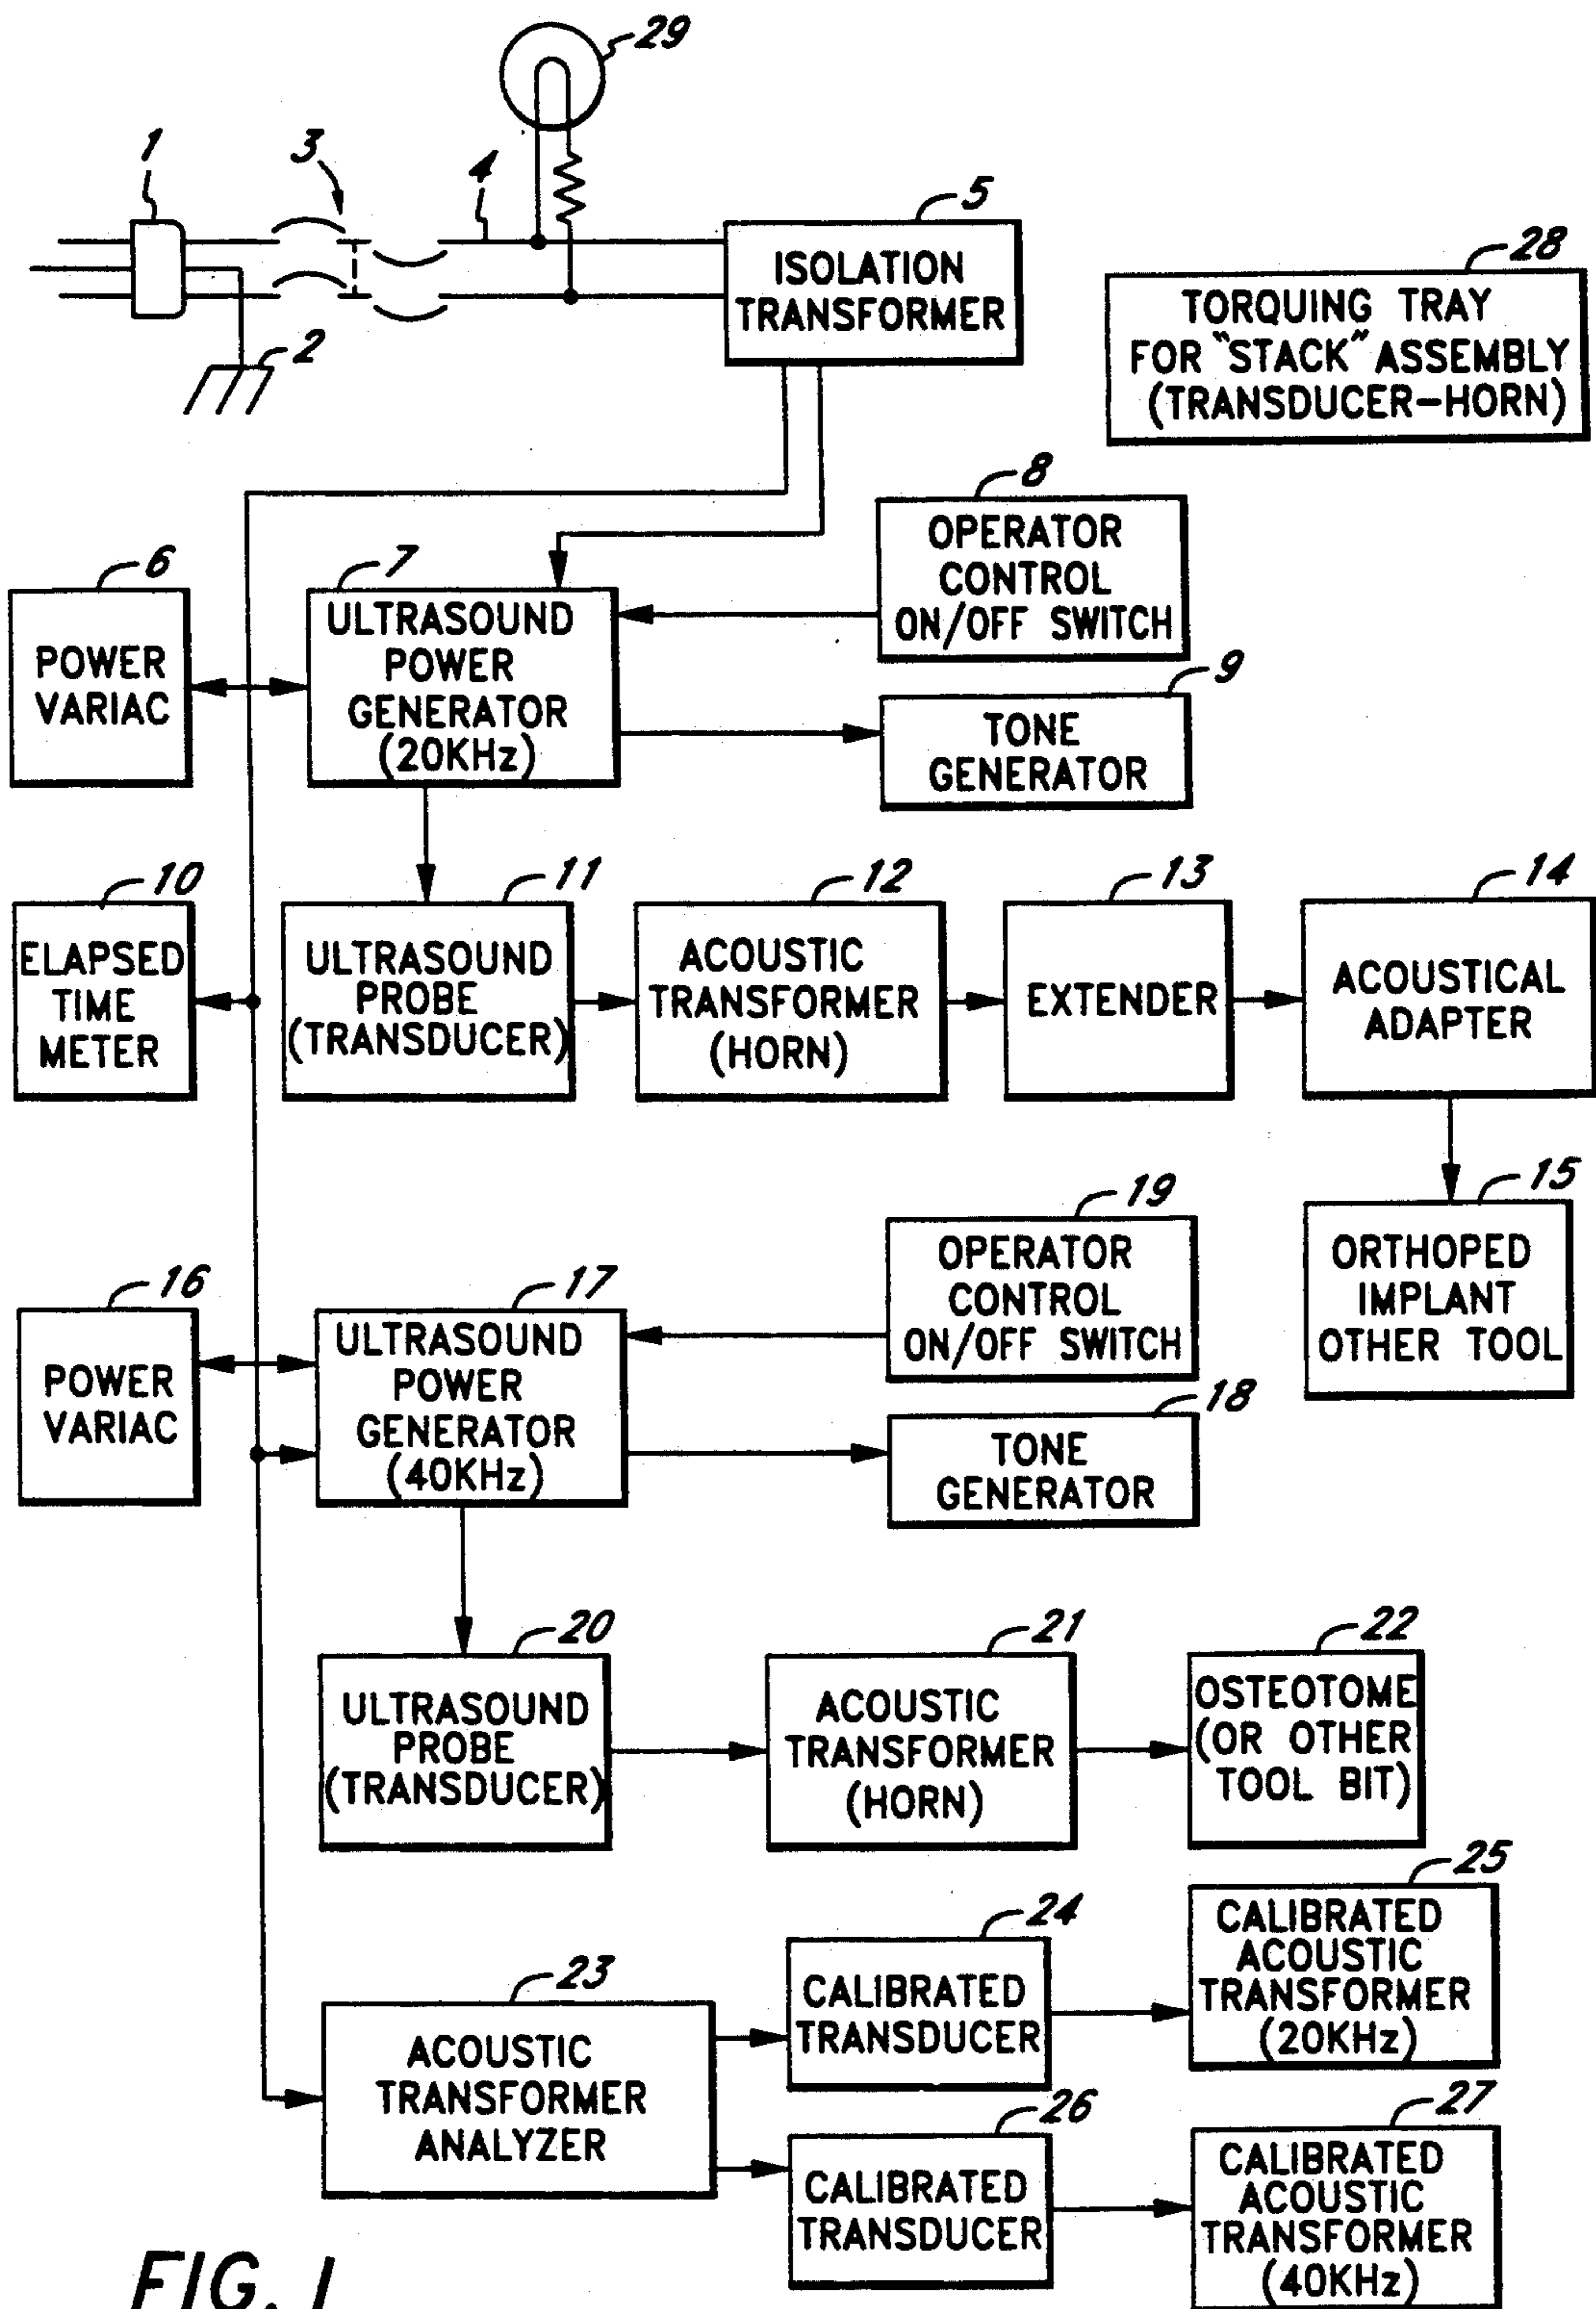 29
1
3
4
5
ISOLATION
TRANSFORMER
2
28
TORQUING TRAY
FOR "STACK" ASSEMBLY
(TRANSDUCER-HORN)
8
OPERATOR
CONTROL
ON/OFF SWITCH
6
POWER
VARIAC
7
ULTRASOUND
POWER
GENERATOR
(20KHz)
9
TONE
GENERATOR
10
ELAPSED
TIME
METER
11
ULTRASOUND
PROBE
(TRANSDUCER)
12
ACOUSTIC
TRANSFORMER
(HORN)
13
EXTENDER
14
ACOUSTICAL
ADAPTER
15
ORTHOPED
IMPLANT
OTHER TOOL
19
OPERATOR
CONTROL
ON/OFF SWITCH
16
POWER
VARIAC
17
ULTRASOUND
POWER
GENERATOR
(40KHz)
18
TONE
GENERATOR
20
ULTRASOUND
PROBE
(TRANSDUCER)
21
ACOUSTIC
TRANSFORMER
(HORN)
22
OSTEOTOME
(OR OTHER
TOOL BIT)
23
ACOUSTIC
TRANSFORMER
ANALYZER
24
CALIBRATED
TRANSDUCER
25
CALIBRATED
ACOUSTIC
TRANSFORMER
(20KHz)
26
CALIBRATED
TRANSDUCER
27
CALIBRATED
ACOUSTIC
TRANSFORMER
(40KHz)
FIG. 1